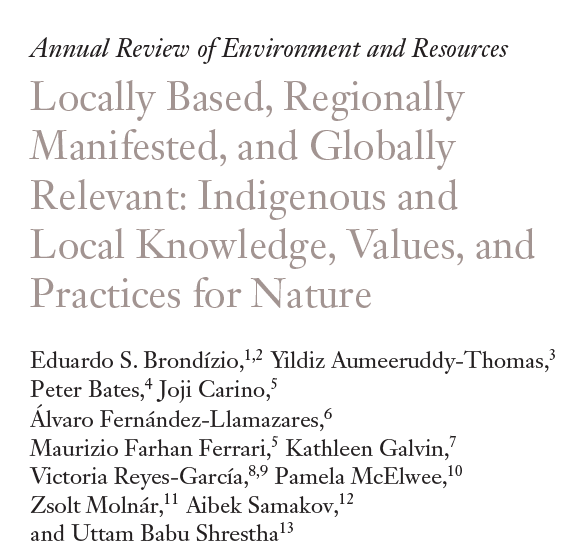 Annual Review of Environment and Resources
Locally Based, Regionally
Manifested, and Globally
Relevant: Indigenous and
Local Knowledge, Values, and
Practices for Nature
Eduardo S. Brondízio,1,2 Yildiz Aumeeruddy-Thomas,3
Peter Bates,4 Joji Carino,5
Álvaro Fernández-Llamazares,6
Maurizio Farhan Ferrari,5 Kathleen Galvin,7
Victoria Reyes-García,8,9 Pamela McElwee,10
Zsolt Molnár,11 Aibek Samakov,12
and Uttam Babu Shrestha13